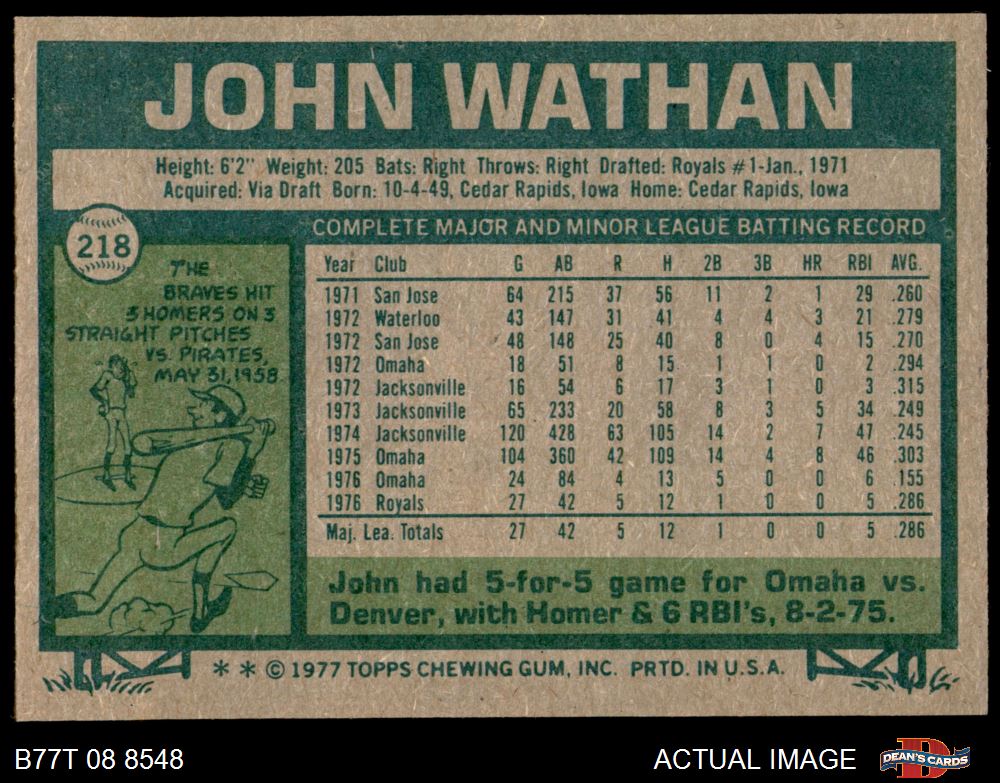 JOHN WATHAN
Height: 6'2" Weight: 205 Bats: Right Throws: Right Drafted: Royals #1-Jan., 1971
Acquired: Via Draft Born: 10-4-49, Cedar Rapids, Iowa Home: Cedar Rapids, Iowa
218
THE
BRAVES HIT
3 HOMERS ON 3
STRAIGHT PITCHES
VS. PIRATES,
MAY 31, 1958
COMPLETE MAJOR AND MINOR LEAGUE BATTING RECORD
Year Club G AB R H 2B 3B HR RBI AVG.
1971 San Jose 64 215 37 56 11 2 1 29 .260
1972 Waterloo 43 147 31 41 4 4 3 21 .279
1972 San Jose 48 148 25 40 8 0 4 15 .270
1972 Omaha 18 51 8 15 1 1 0 2 .294
1972 Jacksonville 16 54 6 17 3 1 0 3 .315
1973 Jacksonville 65 233 20 58 8 3 5 34 .249
1974 Jacksonville 120 428 63 105 14 2 7 47 .245
1975 Omaha 104 360 42 109 14 4 8 46 .303
1976 Omaha 24 84 4 13 5 0 0 6 .155
1976 Royals 27 42 5 12 1 0 0 5 .286
Maj. Lea. Totals 27 42 5 12 1 0 0 5 .286
John had 5-for-5 game for Omaha vs.
Denver, with Homer & 6 RBI's, 8-2-75.
* * © 1977 TOPPS CHEWING GUM, INC. PRTD. IN U.S.A.
B77T 08 8548
ACTUAL IMAGE
DEAN'S CARDS